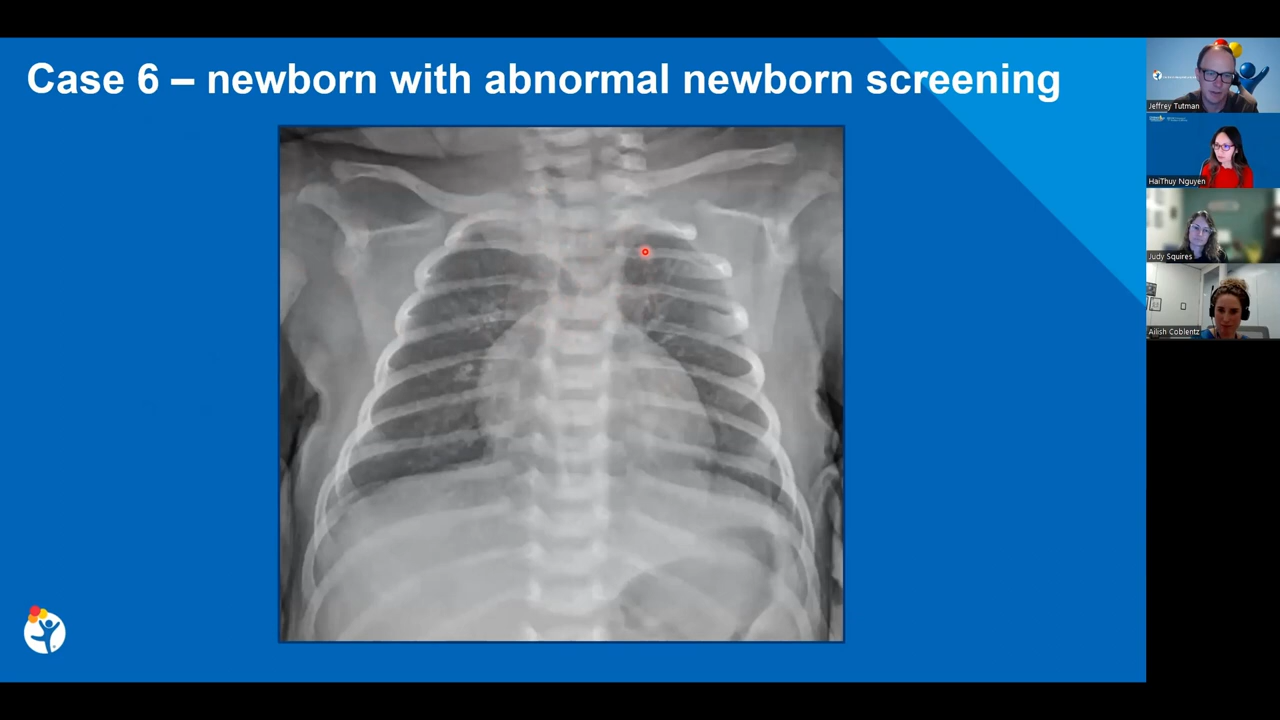 Case 6 – newborn with abnormal newborn screening
Jeffrey Tutman
HaiThuy Nguyen
Judy Squires
Ailish Coblentz